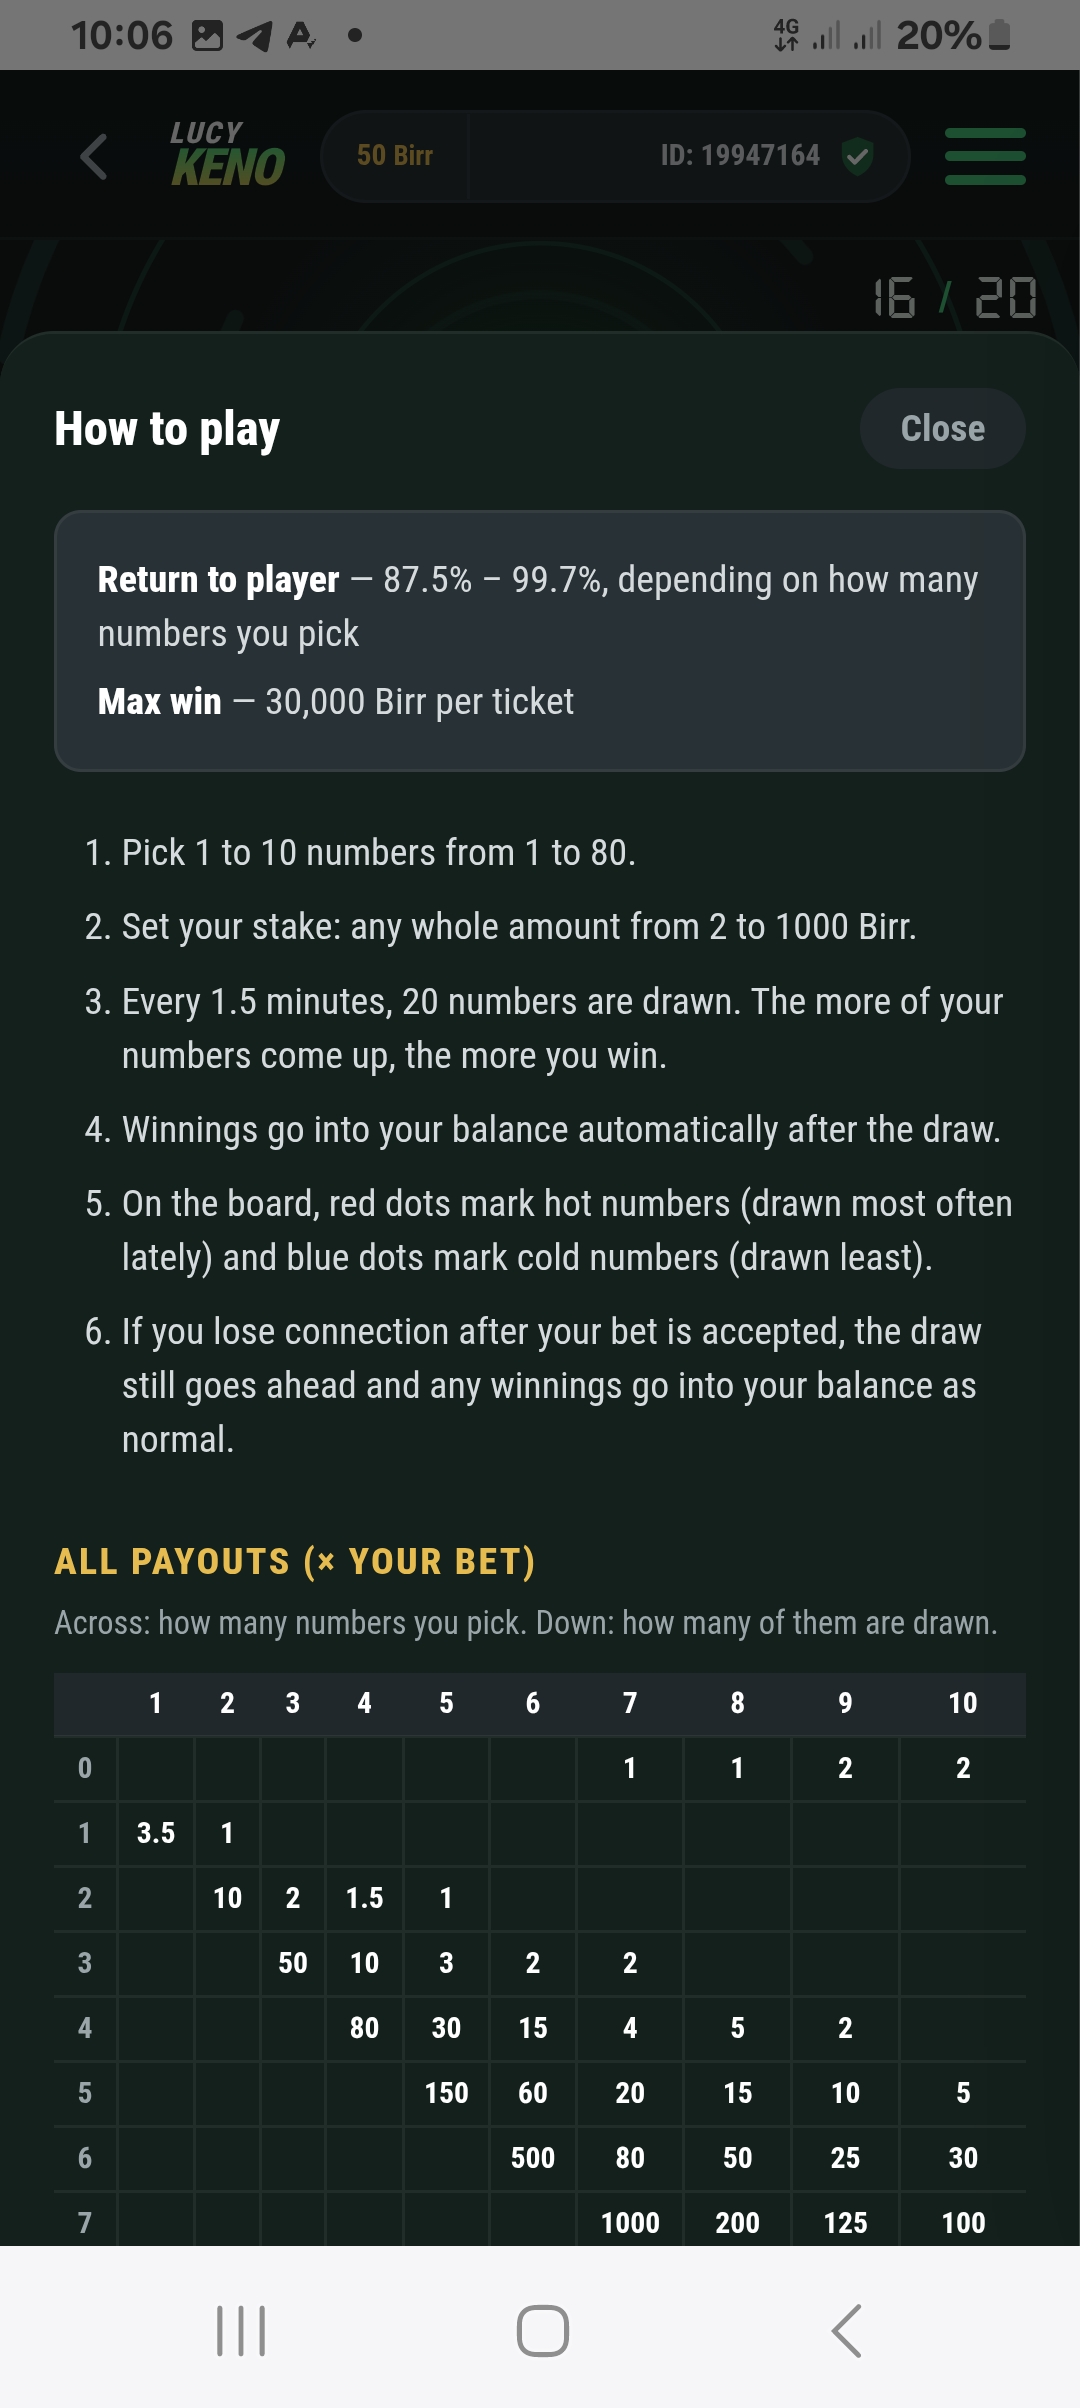 10:06 4G 20%
LUCY
KENO
50 Birr ID: 19947164
16 / 20
How to play Close
Return to player — 87.5% – 99.7%, depending on how many
numbers you pick
Max win — 30,000 Birr per ticket
1. Pick 1 to 10 numbers from 1 to 80.
2. Set your stake: any whole amount from 2 to 1000 Birr.
3. Every 1.5 minutes, 20 numbers are drawn. The more of your
numbers come up, the more you win.
4. Winnings go into your balance automatically after the draw.
5. On the board, red dots mark hot numbers (drawn most often
lately) and blue dots mark cold numbers (drawn least).
6. If you lose connection after your bet is accepted, the draw
still goes ahead and any winnings go into your balance as
normal.
ALL PAYOUTS (× YOUR BET)
Across: how many numbers you pick. Down: how many of them are drawn.
1 2 3 4 5 6 7 8 9 10
0 1 1 2 2
1 3.5 1
2 10 2 1.5 1
3 50 10 3 2 2
4 80 30 15 4 5 2
5 150 60 20 15 10 5
6 500 80 50 25 30
7 1000 200 125 100